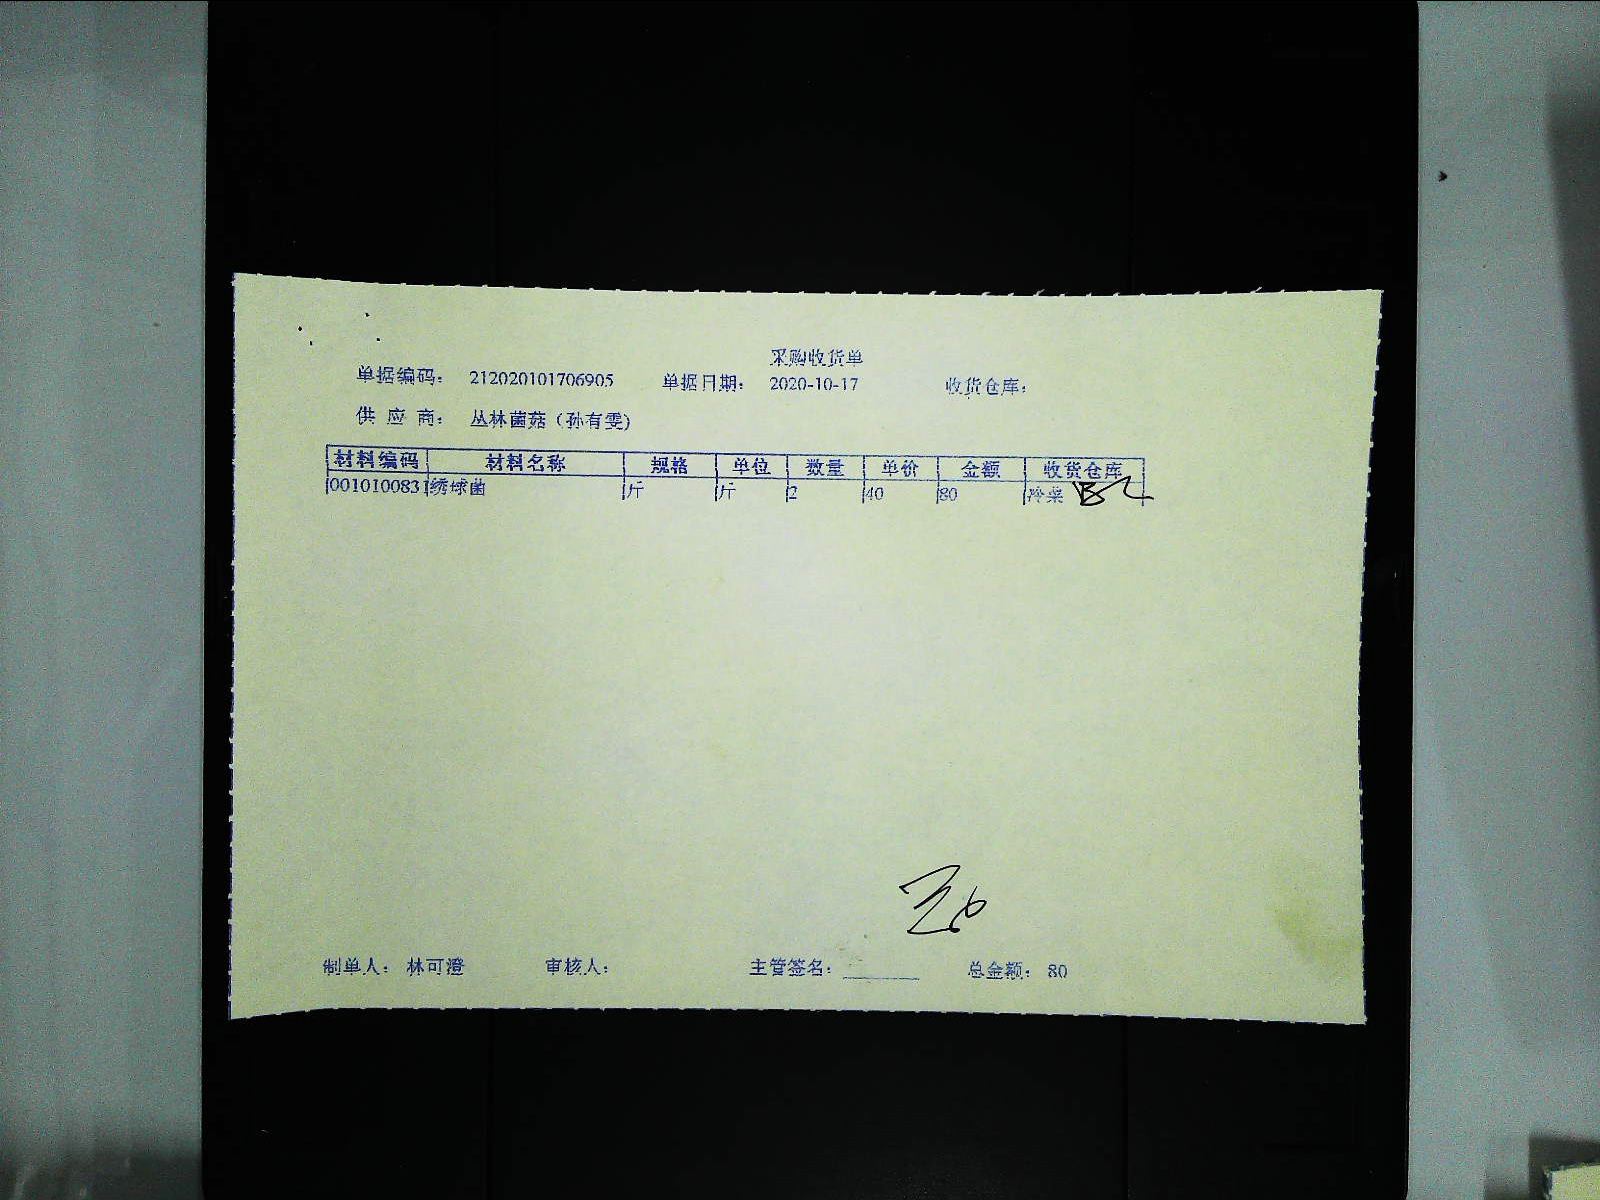 采购收货单
单据编码： 212020101706905 单据日期： 2020-10-17 收货仓库：
供 应 商： 丛林菌菇（孙有雯）
材料编码 材料名称 规格 单位 数量 单价 金额 收货仓库
0010100831 绣球菌 斤 斤 2 40 80 冷菜
制单人： 林可澄 审核人： 主管签名： 总金额： 80